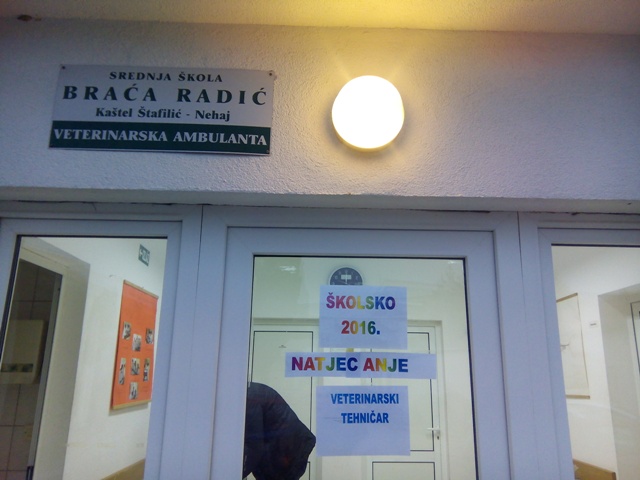 SREDNJA ŠKOLA
BRAĆA RADIĆ
Kaštel Štafilić - Nehaj
VETERINARSKA AMBULANTA
ŠKOLSKO
2016.
NATJEC ANJE
VETERINARSKI
TEHNIČAR